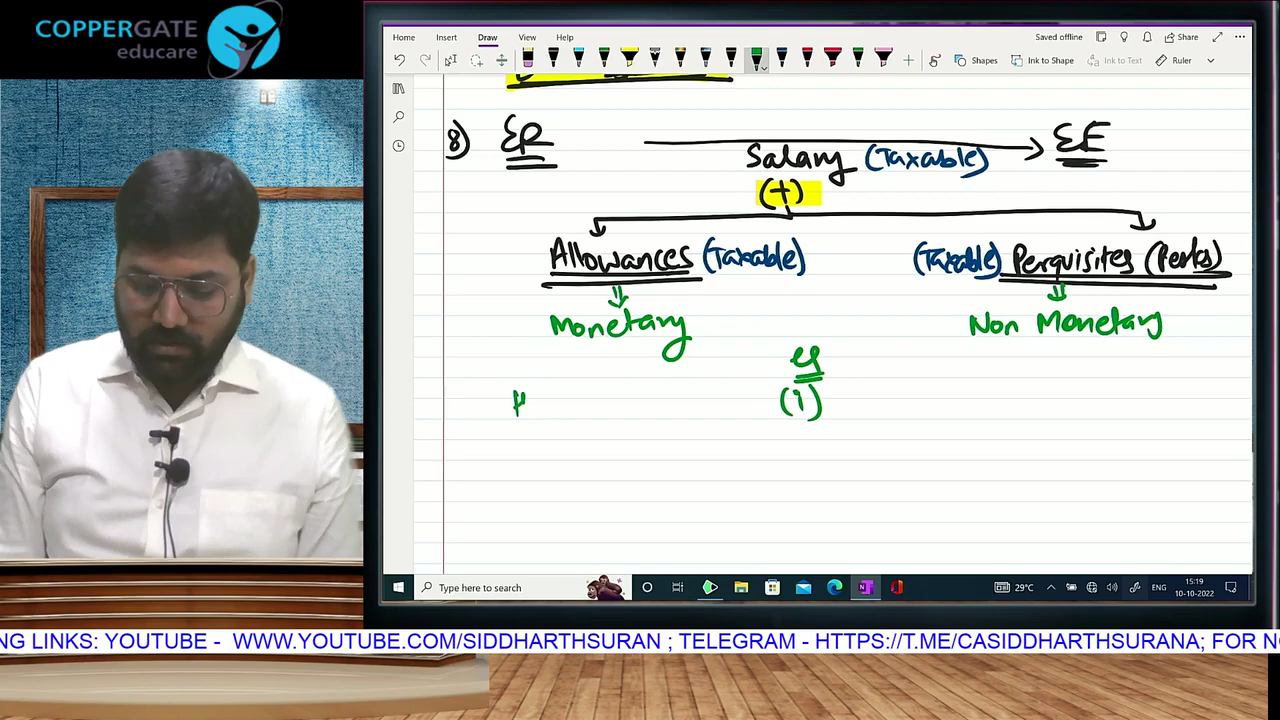 COPPERGATE
educare
Home Insert Draw View Help
Saved offline
Share
Shapes
Ink to Shape
Ink to Text
Ruler
8) ER
EE
Salary (Taxable)
(+)
Allowances (Taxable)
(Taxable) Perquisites (Perks)
Monetary
Non Monetary
eg
(i)
H
Type here to search
29°C
ENG
15:19
10-10-2022
NG LINKS: YOUTUBE - WWW.YOUTUBE.COM/SIDDHARTHSURAN ; TELEGRAM - HTTPS://T.ME/CASIDDHARTHSURANA; FOR NO